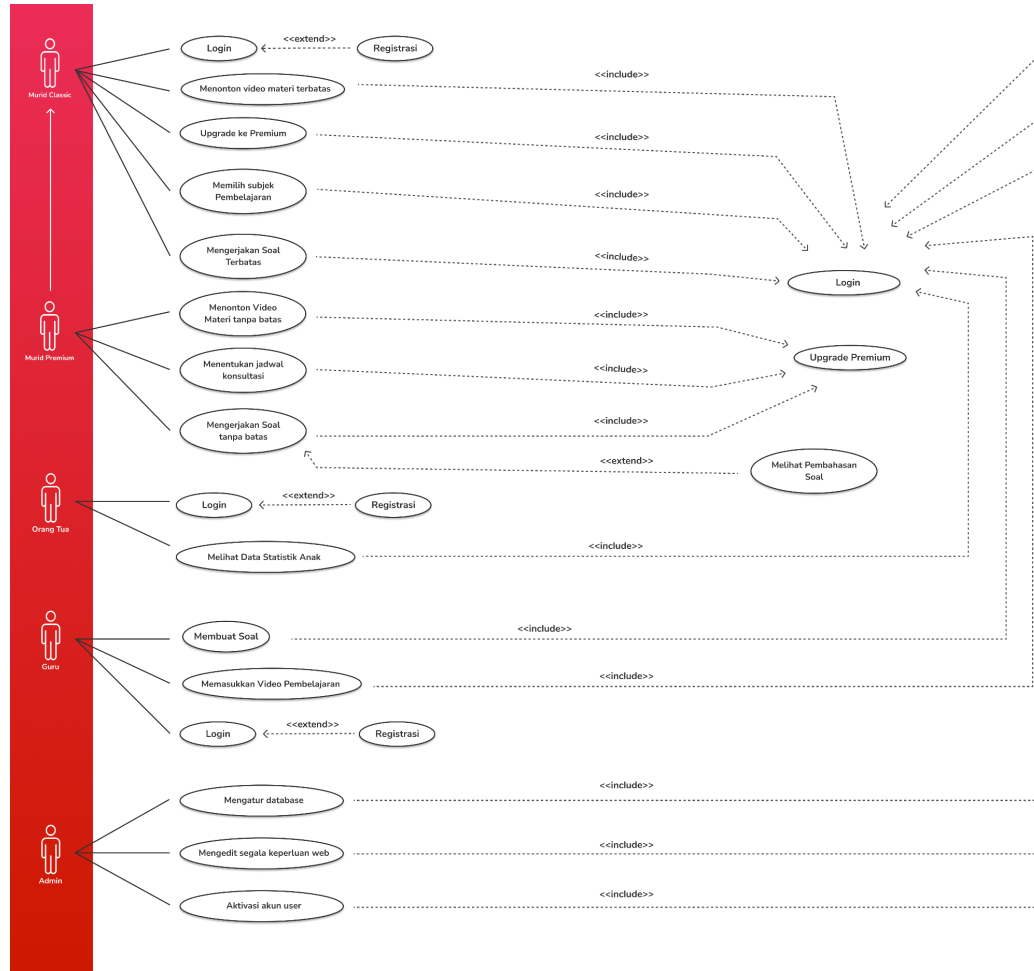 <<extend>>
Login
Registrasi
Murid Classic
<<include>>
Menonton video materi terbatas
Upgrade ke Premium
<<include>>
Memilih subjek
Pembelajaran
<<include>>
Mengerjakan Soal
Terbatas
<<include>>
Login
Menonton Video
Materi tanpa batas
<<include>>
Murid Premium
Upgrade Premium
Menentukan jadwal
konsultasi
<<include>>
Mengerjakan Soal
tanpa batas
<<include>>
<<extend>>
Melihat Pembahasan
Soal
Orang Tua
Login
<<extend>>
Registrasi
Melihat Data Statistik Anak
<<include>>
Guru
Membuat Soal
<<include>>
Memasukkan Video Pembelajaran
<<include>>
Login
<<extend>>
Registrasi
Mengatur database
<<include>>
Admin
Mengedit segala keperluan web
<<include>>
Aktivasi akun user
<<include>>